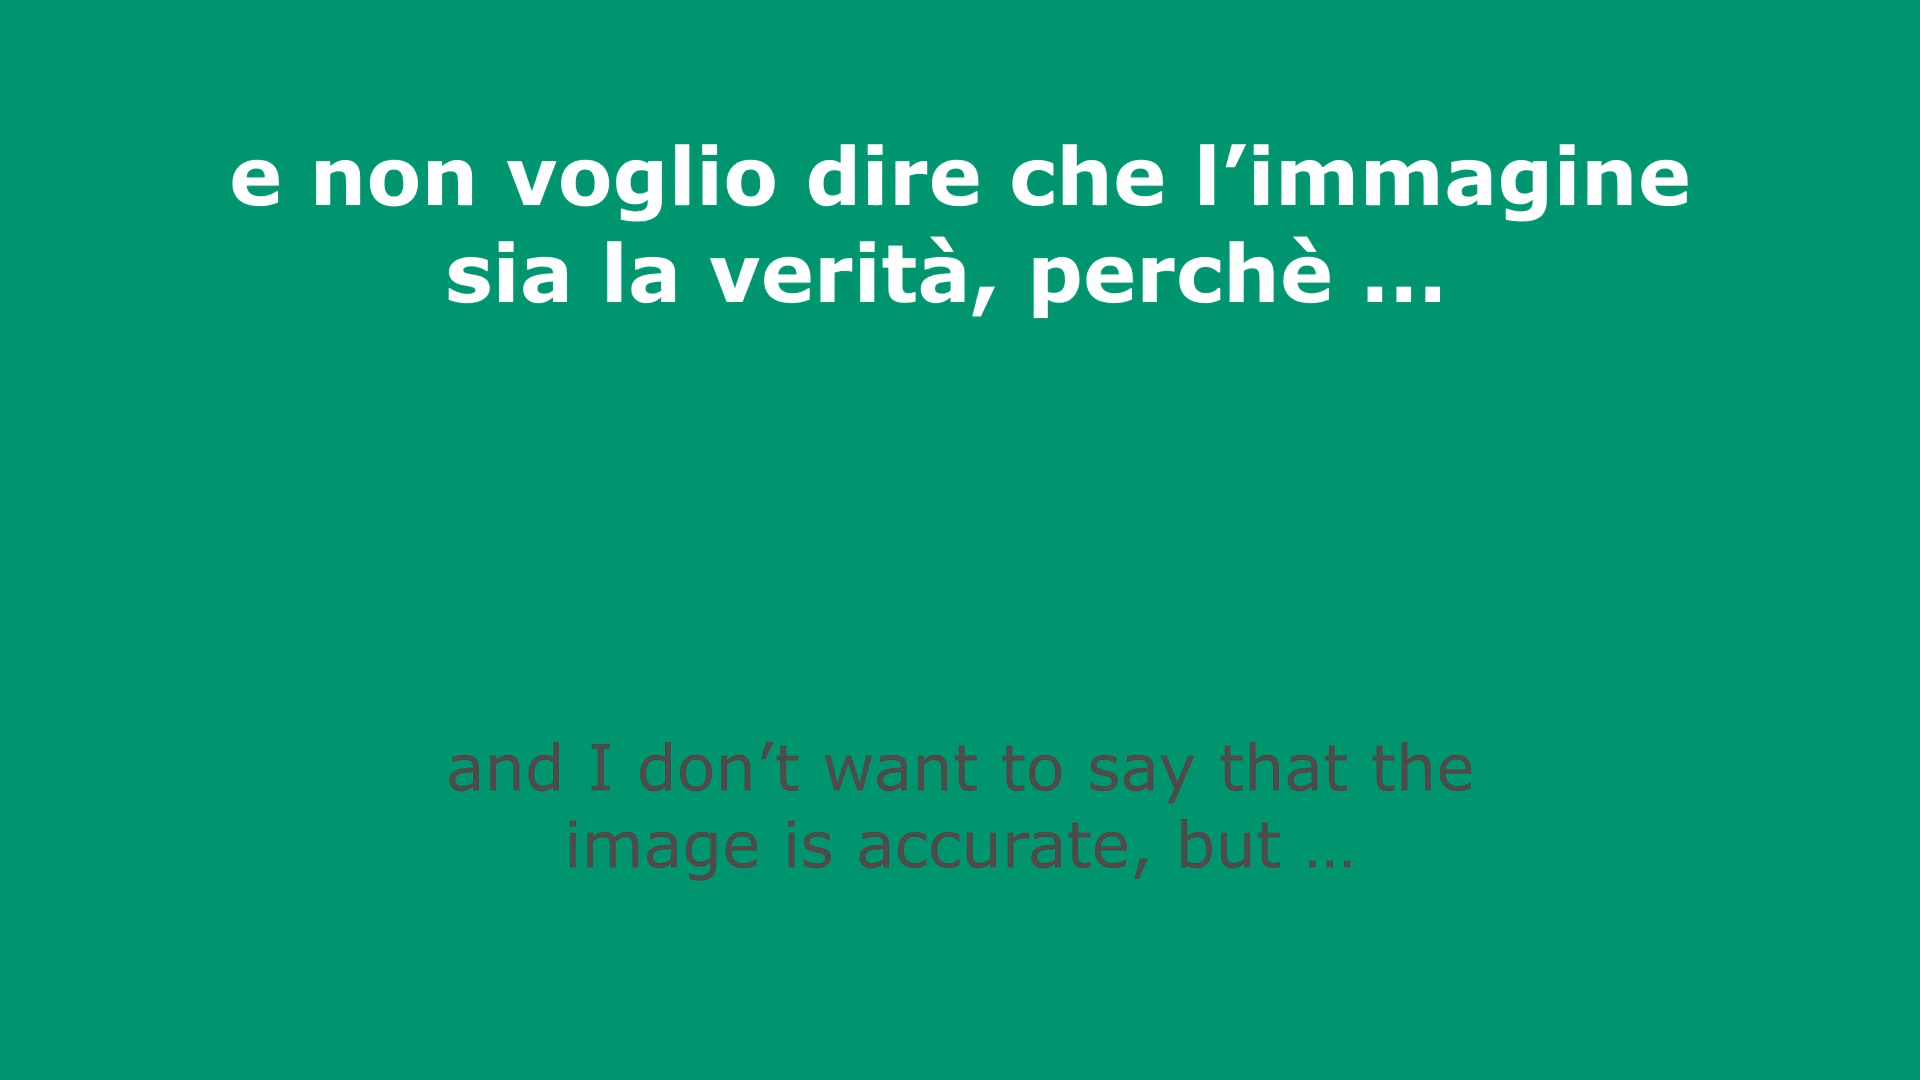 e non voglio dire che l’immagine
sia la verità, perchè ...
and I don’t want to say that the
image is accurate, but ...